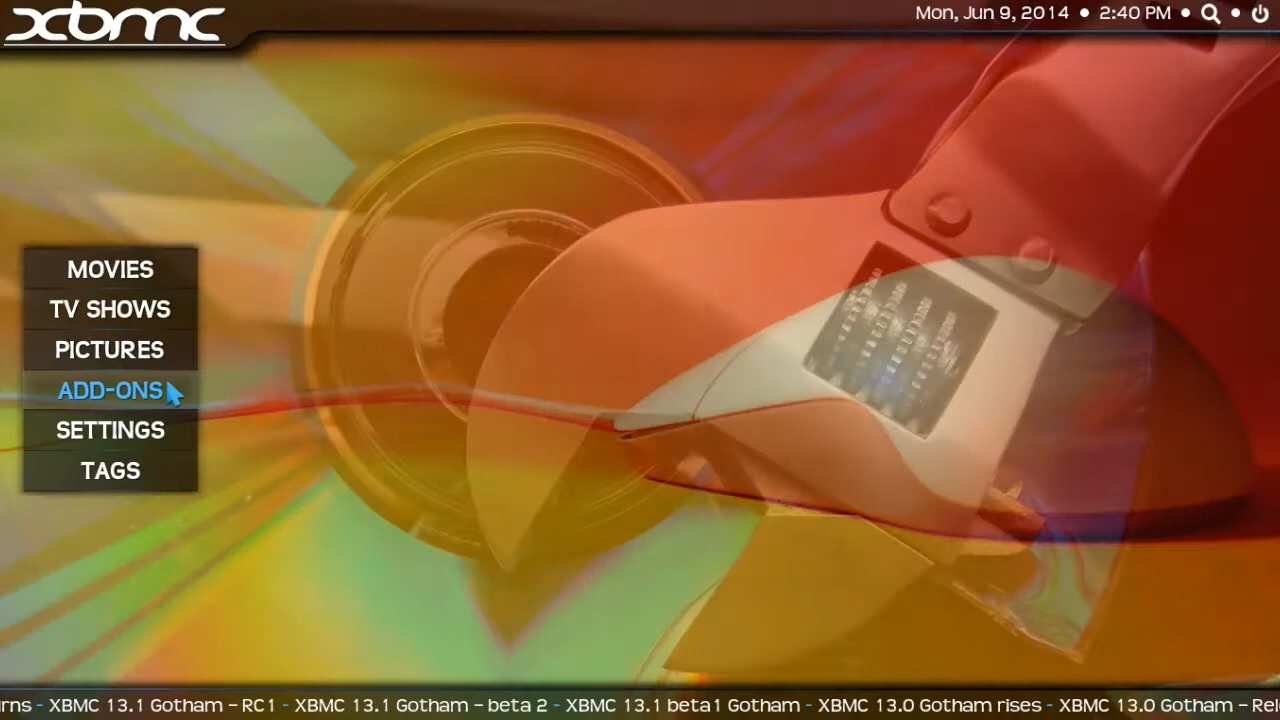 xbmc
Mon, Jun 9, 2014 • 2:40 PM • •
MOVIES
TV SHOWS
PICTURES
ADD-ONS
SETTINGS
TAGS
- XBMC 13.1 Gotham - RC1 - XBMC 13.1 Gotham - beta 2 - XBMC 13.1 beta1 Gotham - XBMC 13.0 Gotham rises - XBMC 13.0 Gotham -